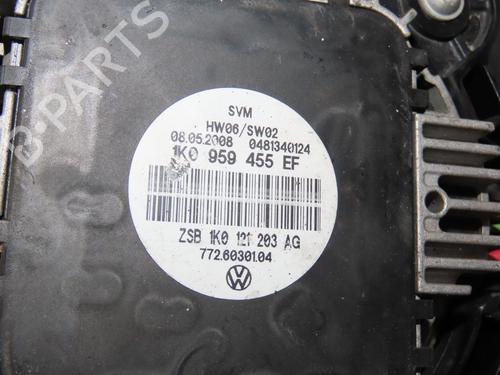 B-PARTS
SVM
HW06/SW02
08.05.2008 0481340124
1K0 959 455 EF
ZSB 1K0 121 203 AG
772.60301.04